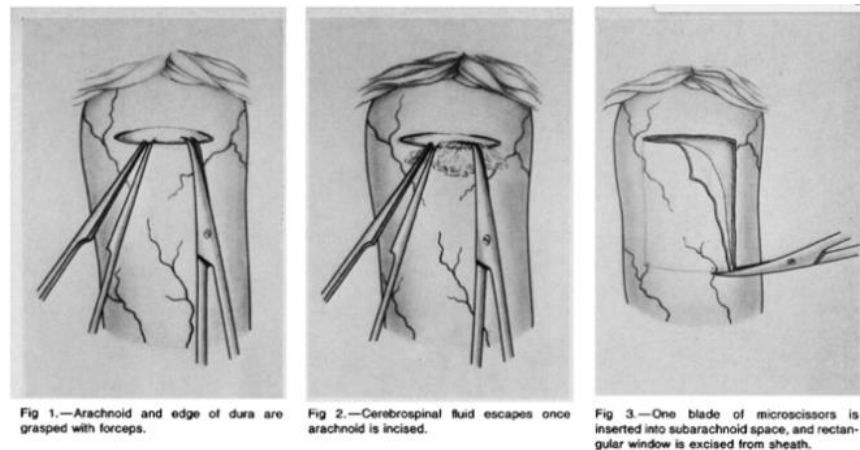 Fig 1.—Arachnoid and edge of dura are
grasped with forceps.
Fig 2.—Cerebrospinal fluid escapes once
arachnoid is incised.
Fig 3.—One blade of microscissors is
inserted into subarachnoid space, and rectan-
gular window is excised from sheath.